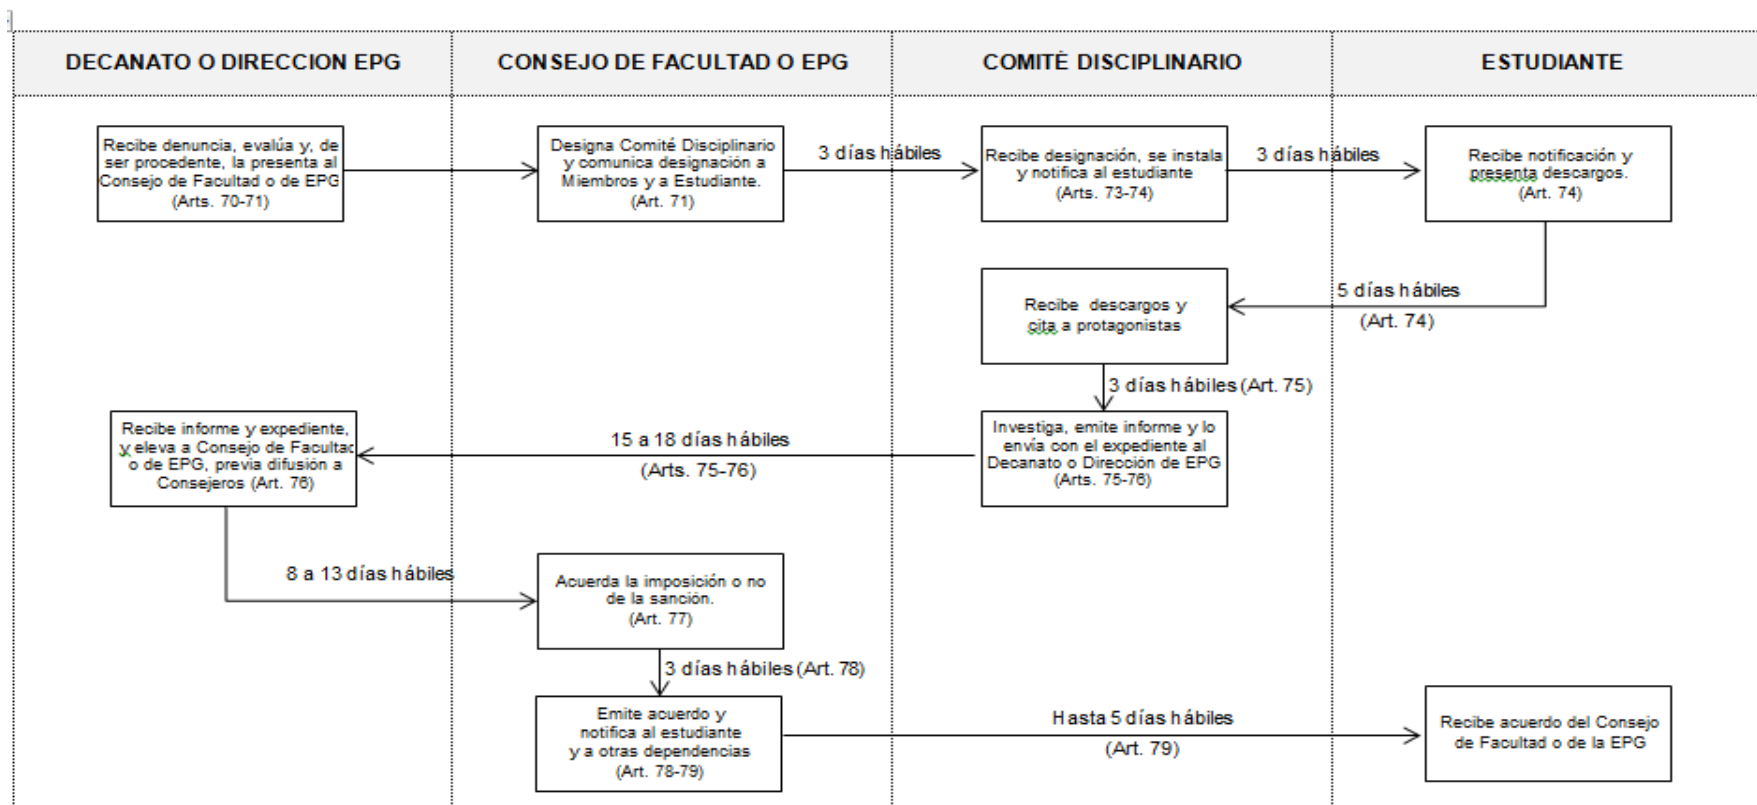 DECANATO O DIRECCION EPG
CONSEJO DE FACULTAD O EPG
COMITÉ DISCIPLINARIO
ESTUDIANTE
Recibe denuncia, evalúa y, de
ser procedente, la presenta al
Consejo de Facultad o de EPG
(Arts. 70-71)
Designa Comité Disciplinario
y comunica designación a
Miembros y a Estudiante.
(Art. 71)
3 días hábiles
Recibe designación, se instala
y notifica al estudiante
(Arts. 73-74)
3 días hábiles
Recibe notificación y
presenta descargos.
(Art. 74)
5 días hábiles
(Art. 74)
Recibe descargos y
cita a protagonistas
3 días hábiles (Art. 75)
Investiga, emite informe y lo
envía con el expediente al
Decanato o Dirección de EPG
(Arts. 75-76)
15 a 18 días hábiles
(Arts. 75-76)
Recibe informe y expediente,
y eleva a Consejo de Facultad
o de EPG, previa difusión a
Consejeros (Art. 76)
8 a 13 días hábiles
Acuerda la imposición o no
de la sanción.
(Art. 77)
3 días hábiles (Art. 78)
Emite acuerdo y
notifica al estudiante
y a otras dependencias
(Art. 78-79)
Hasta 5 días hábiles
(Art. 79)
Recibe acuerdo del Consejo
de Facultad o de la EPG